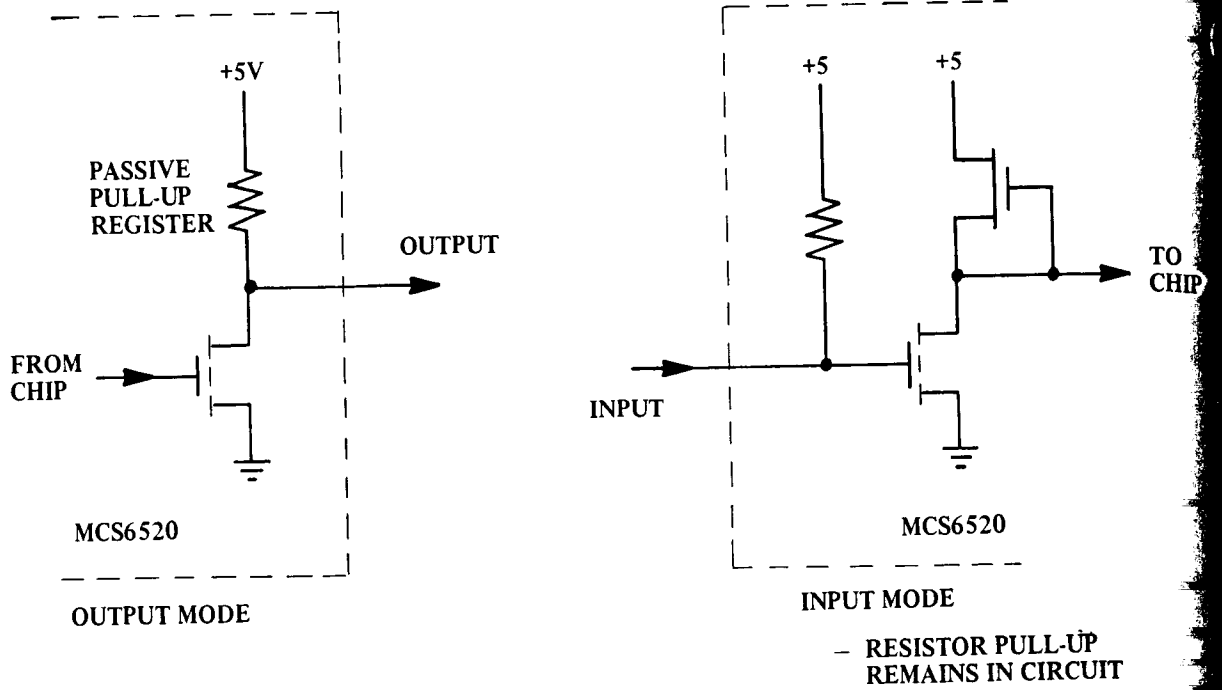 +5V
PASSIVE
PULL-UP
REGISTER
OUTPUT
FROM
CHIP
MCS6520
OUTPUT MODE
+5
+5
TO
CHIP
INPUT
MCS6520
INPUT MODE
– RESISTOR PULL-UP
REMAINS IN CIRCUIT